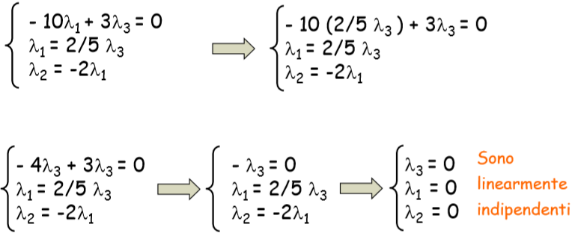 - 10λ₁ + 3λ₃ = 0
λ₁ = 2/5 λ₃
λ₂ = -2λ₁
- 10 (2/5 λ₃ ) + 3λ₃ = 0
λ₁ = 2/5 λ₃
λ₂ = -2λ₁
- 4λ₃ + 3λ₃ = 0
λ₁ = 2/5 λ₃
λ₂ = -2λ₁
- λ₃ = 0
λ₁ = 2/5 λ₃
λ₂ = -2λ₁
λ₃ = 0
λ₁ = 0
λ₂ = 0
Sono
linearmente
indipendenti